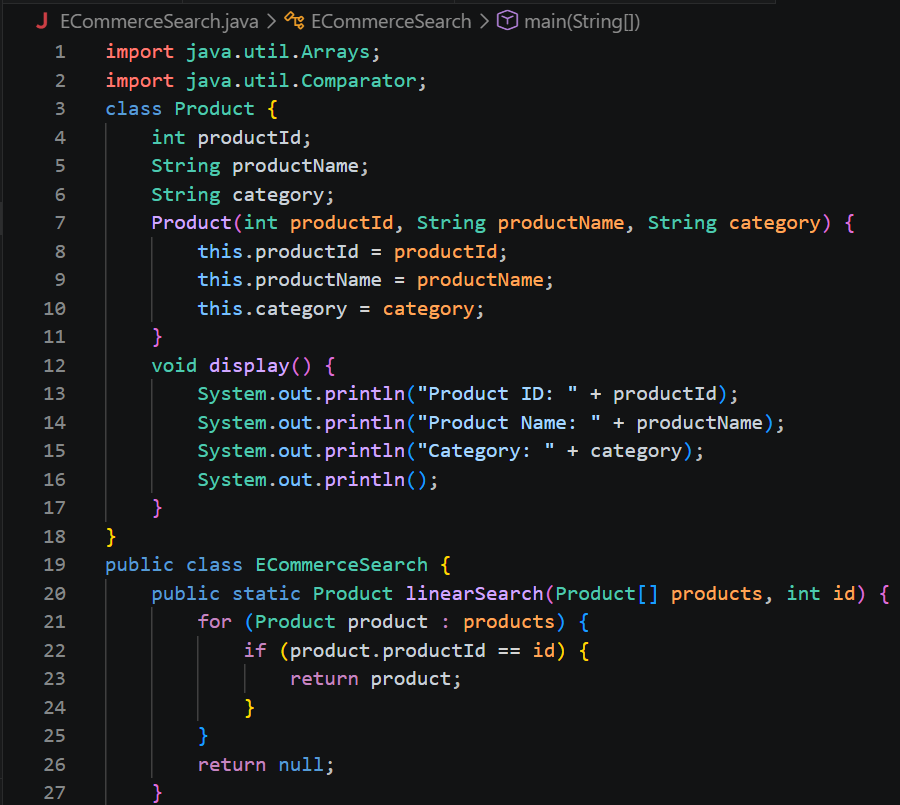 ECommerceSearch.java > ECommerceSearch > main(String[])
1 import java.util.Arrays;
2 import java.util.Comparator;
3 class Product {
4     int productId;
5     String productName;
6     String category;
7     Product(int productId, String productName, String category) {
8         this.productId = productId;
9         this.productName = productName;
10         this.category = category;
11     }
12     void display() {
13         System.out.println("Product ID: " + productId);
14         System.out.println("Product Name: " + productName);
15         System.out.println("Category: " + category);
16         System.out.println();
17     }
18 }
19 public class ECommerceSearch {
20     public static Product linearSearch(Product[] products, int id) {
21         for (Product product : products) {
22             if (product.productId == id) {
23                 return product;
24             }
25         }
26         return null;
27     }